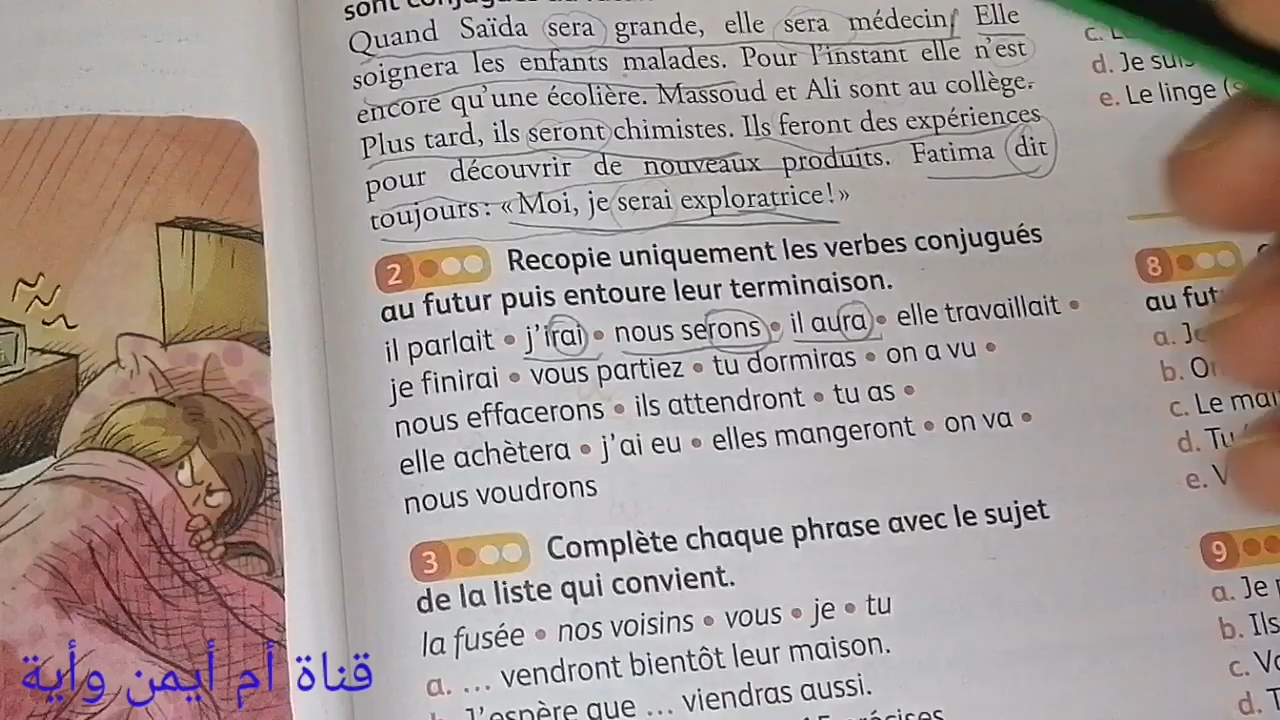 Quand Saïda sera grande, elle sera médecin. Elle
soignera les enfants malades. Pour l'instant elle n'est
encore qu'une écolière. Massoud et Ali sont au collège.
Plus tard, ils seront chimistes. Ils feront des expériences
pour découvrir de nouveaux produits. Fatima dit
toujours : « Moi, je serai exploratrice ! »
2 Recopie uniquement les verbes conjugués
au futur puis entoure leur terminaison.
il parlait • j'irai • nous serons • il aura • elle travaillait •
je finirai • vous partiez • tu dormiras • on a vu •
nous effacerons • ils attendront • tu as •
elle achètera • j'ai eu • elles mangeront • on va •
nous voudrons
3 Complète chaque phrase avec le sujet
de la liste qui convient.
la fusée • nos voisins • vous • je • tu
a. ... vendront bientôt leur maison.
J'espère que ... viendras aussi.
d. Je suis
e. Le linge
8
au fut
a.
b.
c. Le
d. Tu
e. V
9
a. Je
b. Ils
c.
d.
قناة أم أيمن وأية